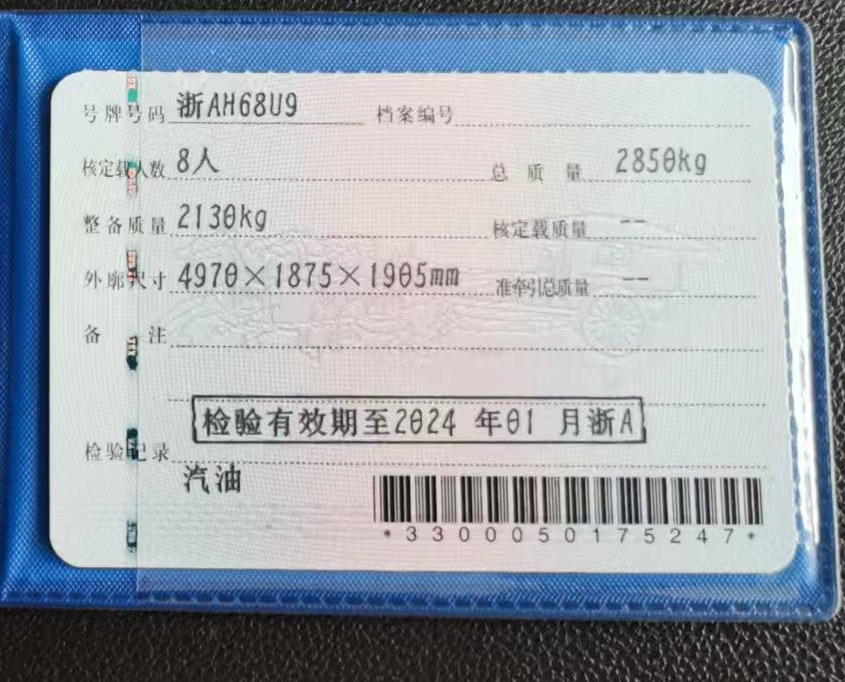 号牌号码 浙AH68U9 档案编号
核定载人数 8人 总质量 2850kg
整备质量 2130kg 核定载质量 --
外廓尺寸 4970×1875×1905mm 准牵引总质量 --
备注
检验有效期至2024年01月浙A
检验记录
汽油
*3300050175247*